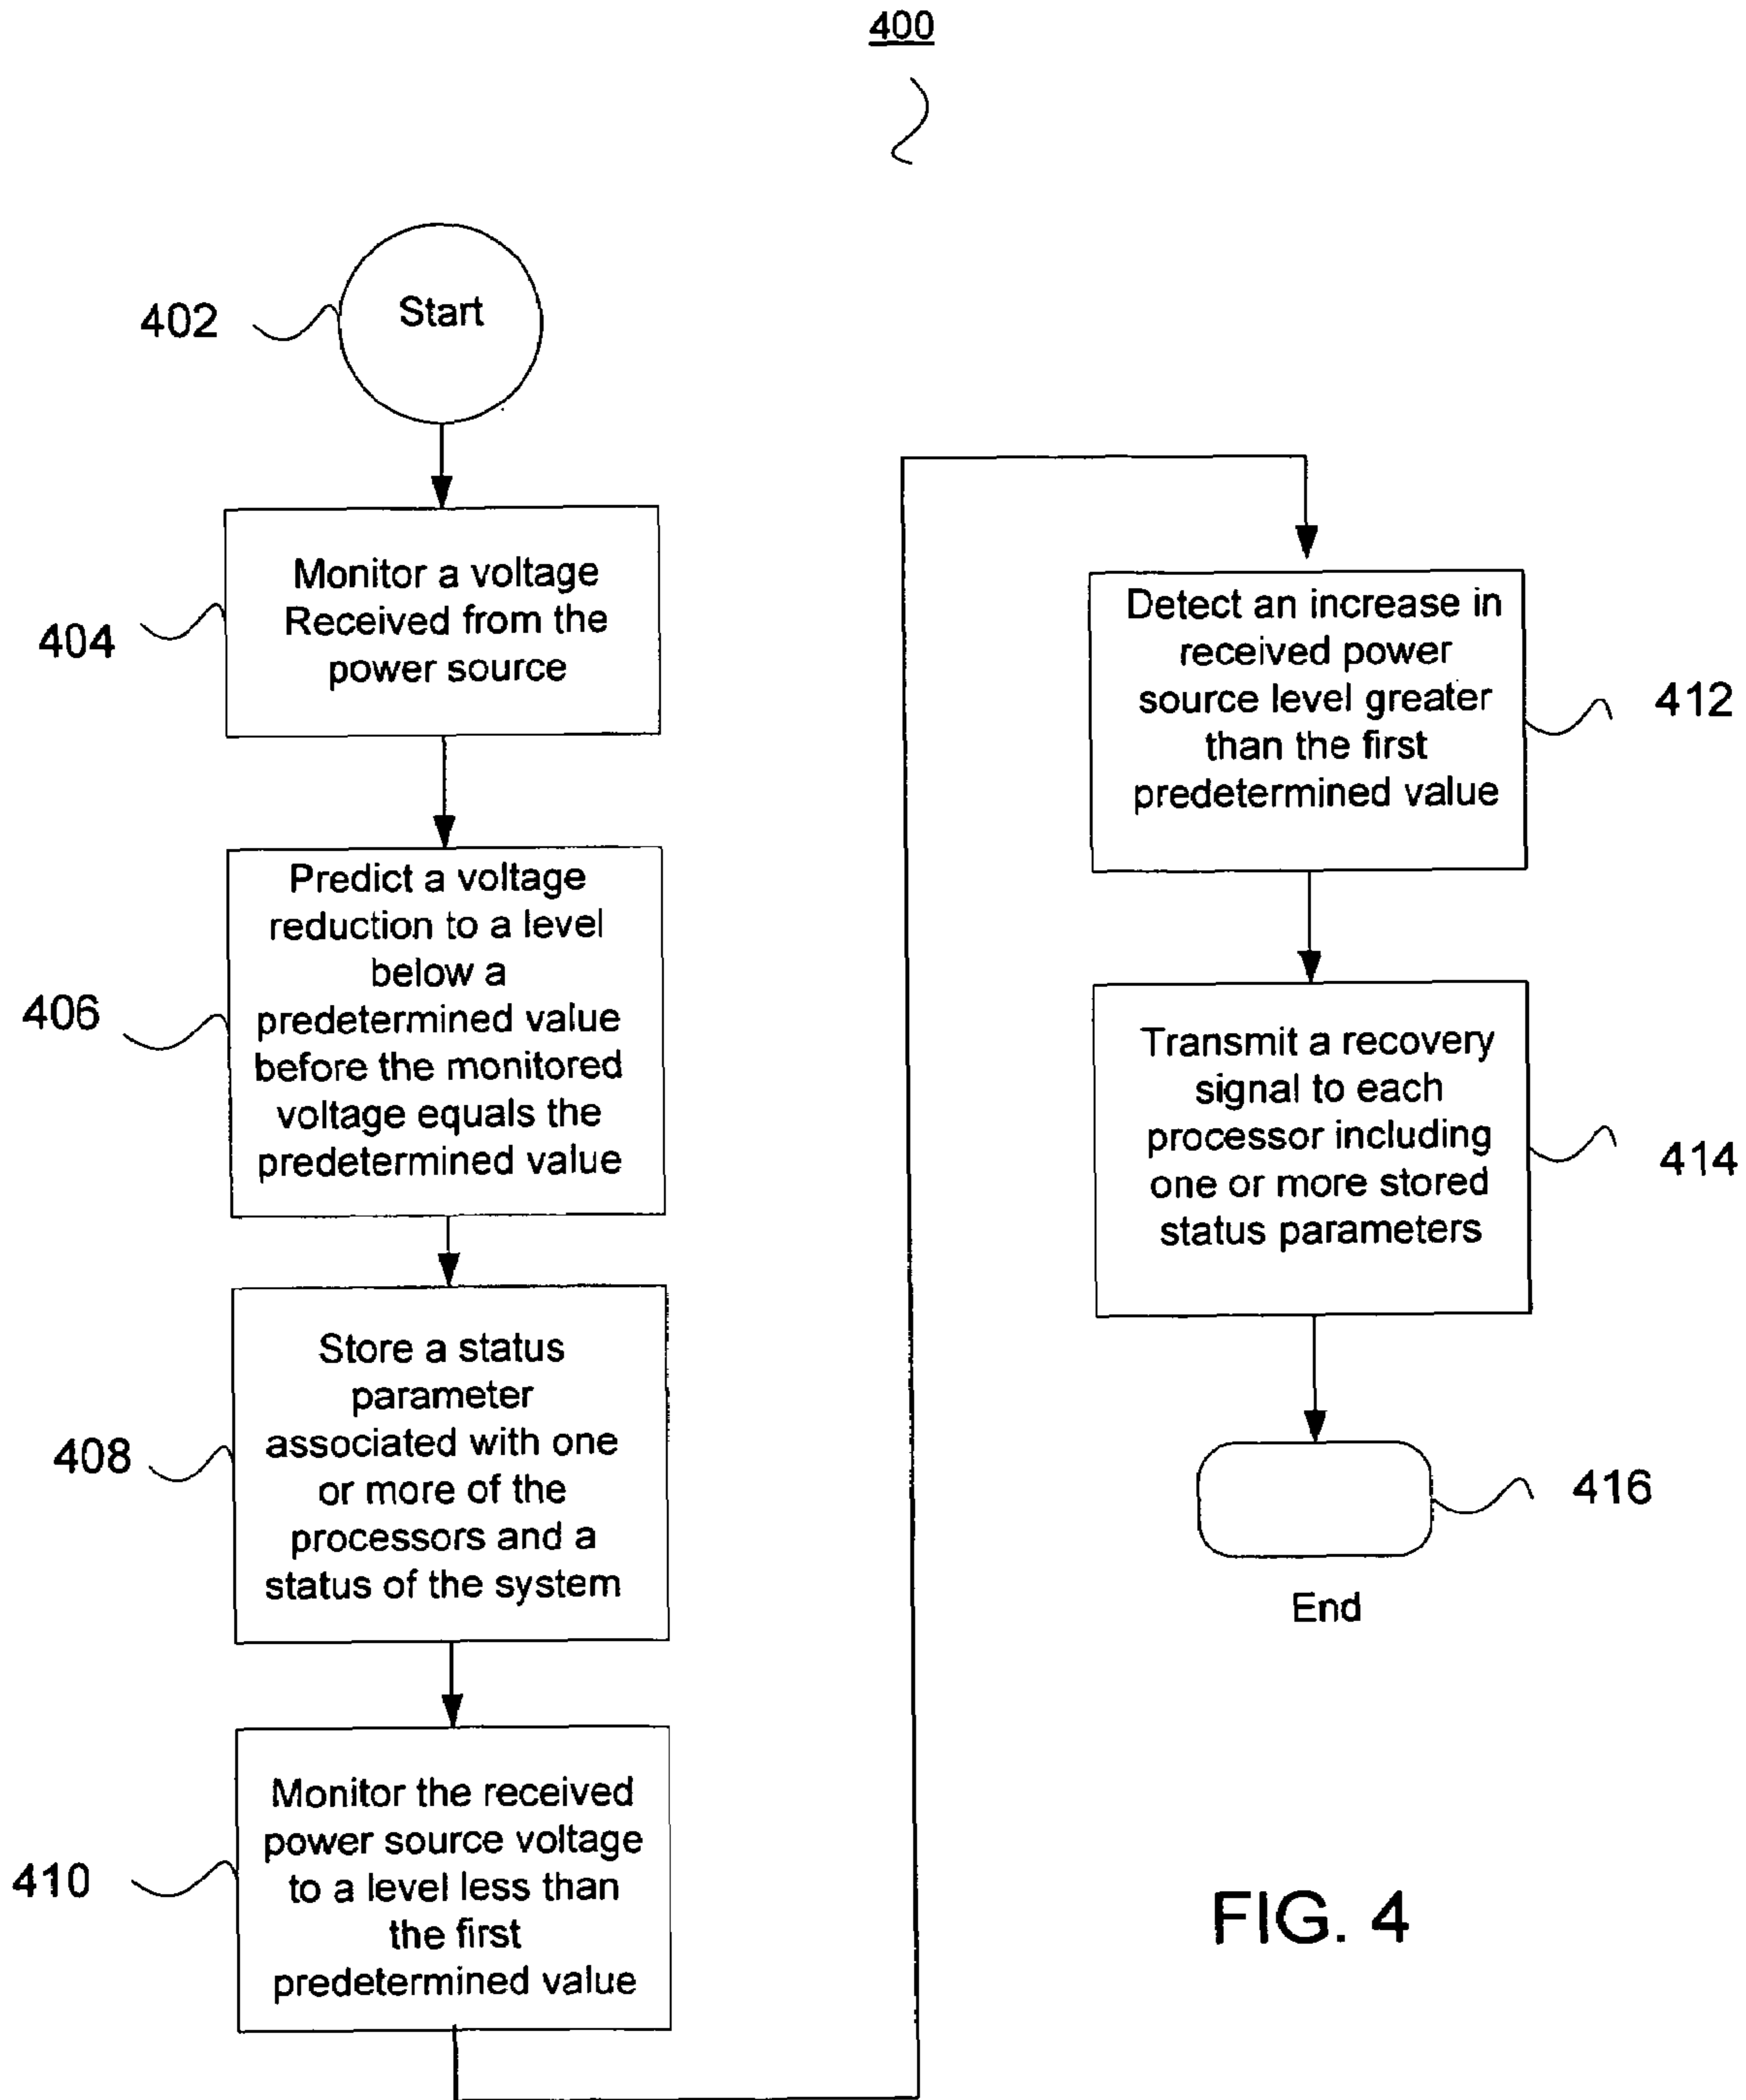 400
Start
402
Monitor a voltage
Received from the
power source
404
Predict a voltage
reduction to a level
below a
predetermined value
before the monitored
voltage equals the
predetermined value
406
Store a status
parameter
associated with one
or more of the
processors and a
status of the system
408
Monitor the received
power source voltage
to a level less than
the first
predetermined value
410
Detect an increase in
received power
source level greater
than the first
predetermined value
412
Transmit a recovery
signal to each
processor including
one or more stored
status parameters
414
416
End
FIG. 4